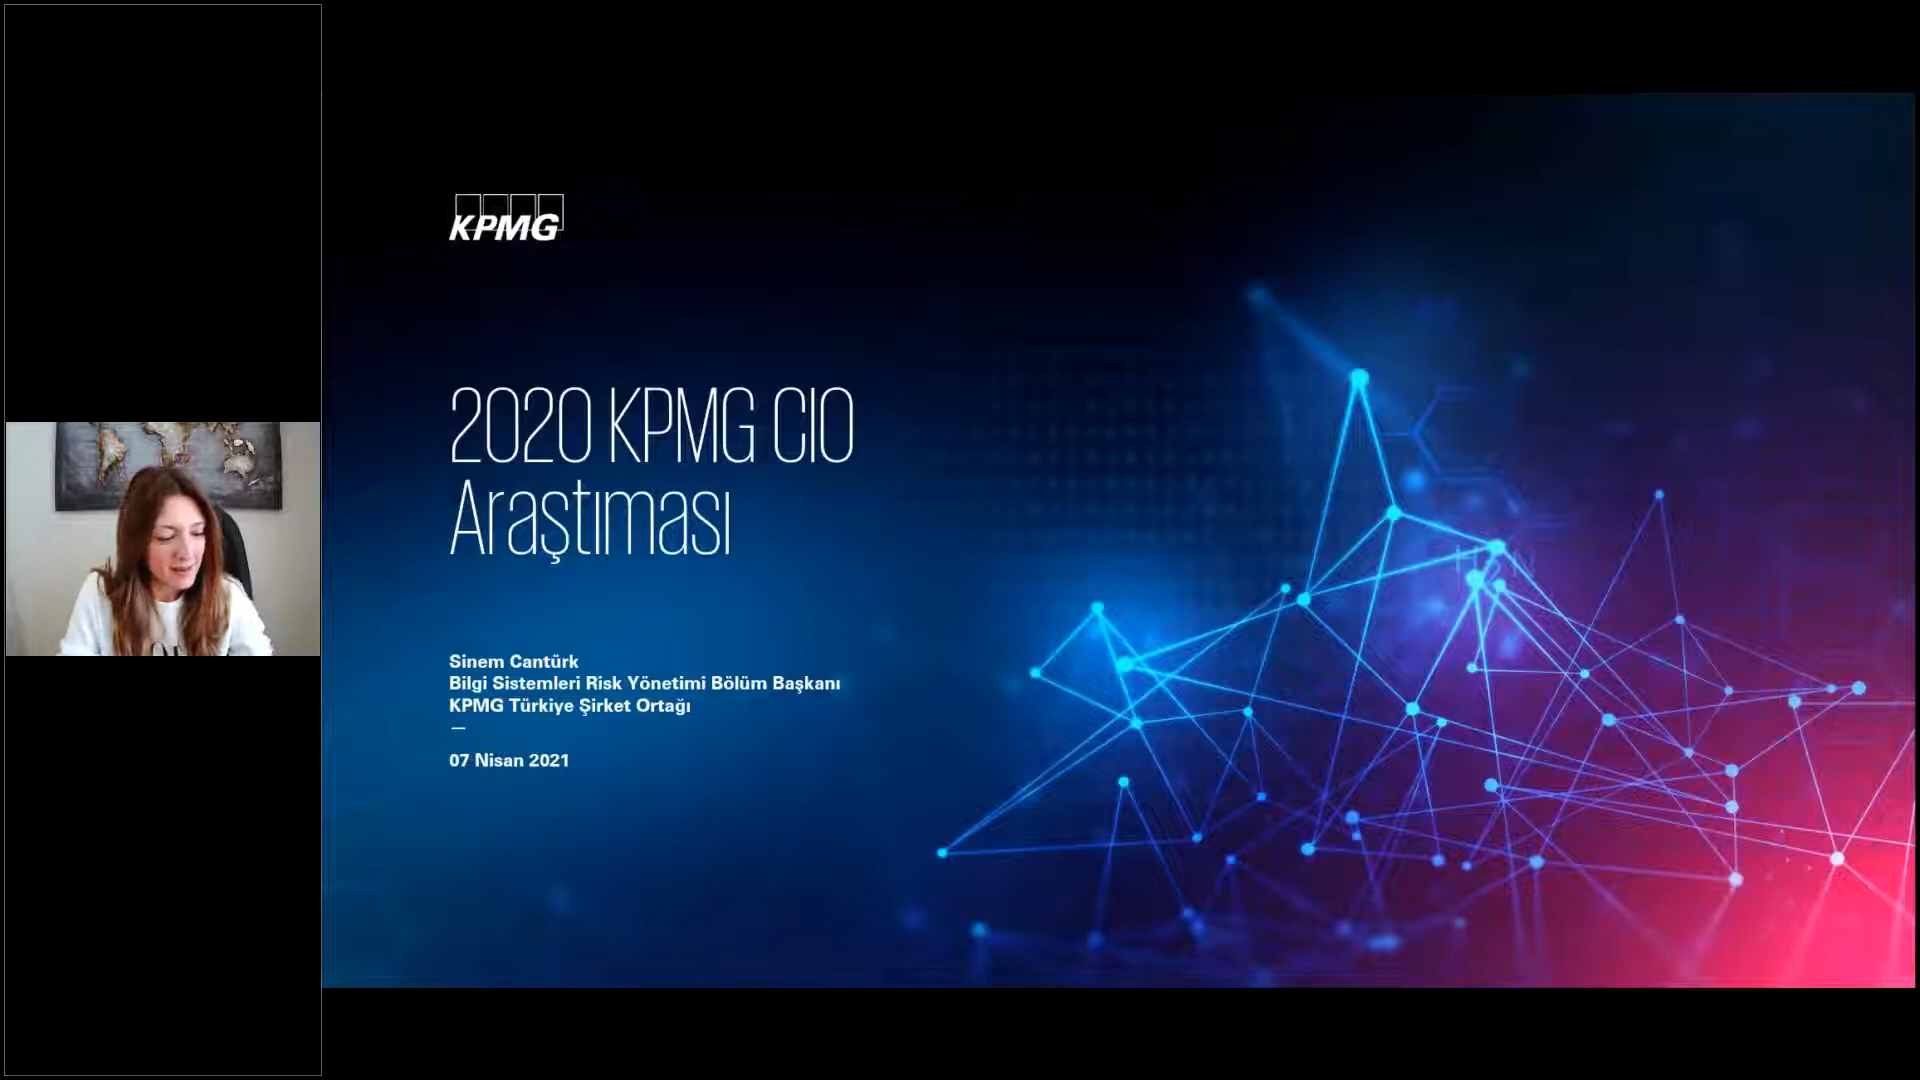 KPMG
2020 KPMG CIO
Araştıması
Sinem Cantürk
Bilgi Sistemleri Risk Yönetimi Bölüm Başkanı
KPMG Türkiye Şirket Ortağı
—
07 Nisan 2021